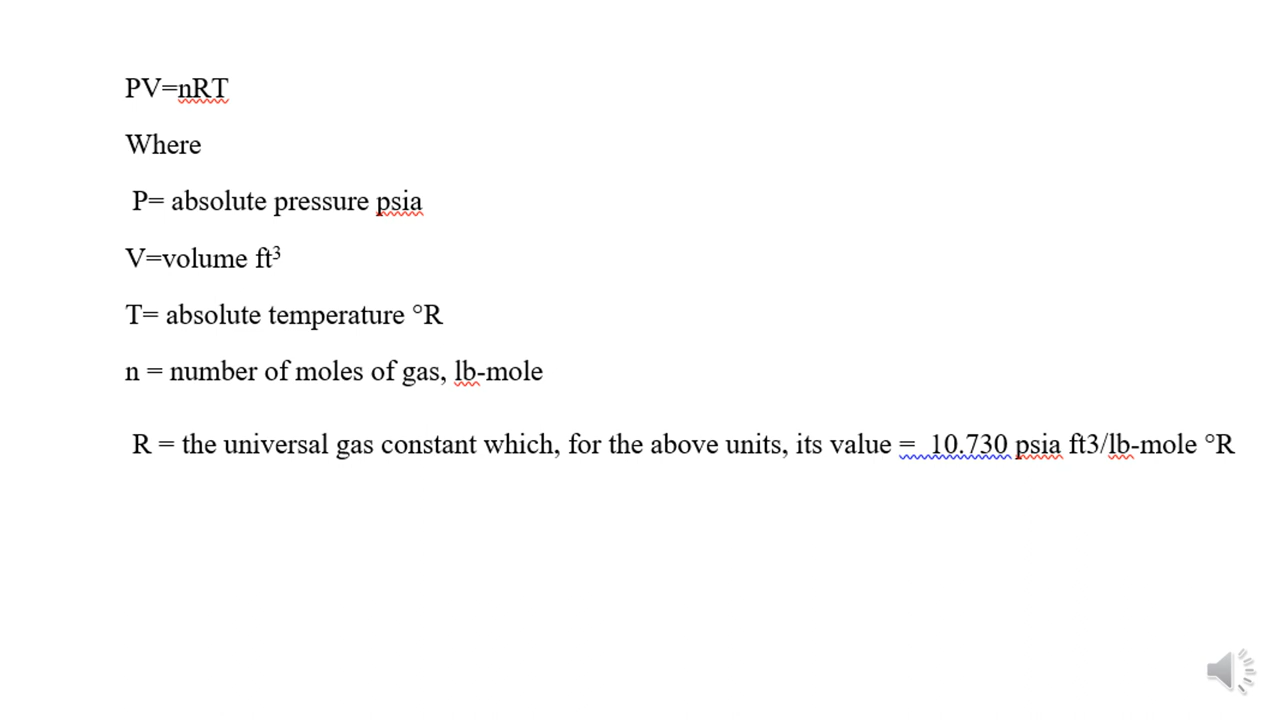 PV=nRT
Where
P= absolute pressure psia
V=volume ft³
T= absolute temperature °R
n = number of moles of gas, lb-mole
R = the universal gas constant which, for the above units, its value = 10.730 psia ft3/lb-mole °R